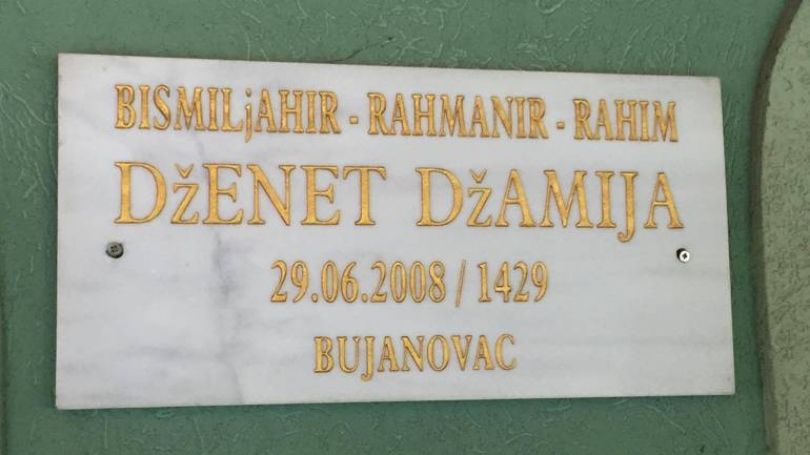 BISMILjAHIR - RAHMANIR - RAHIM
DžENET DžAMIJA
29.06.2008 / 1429
BUJANOVAC